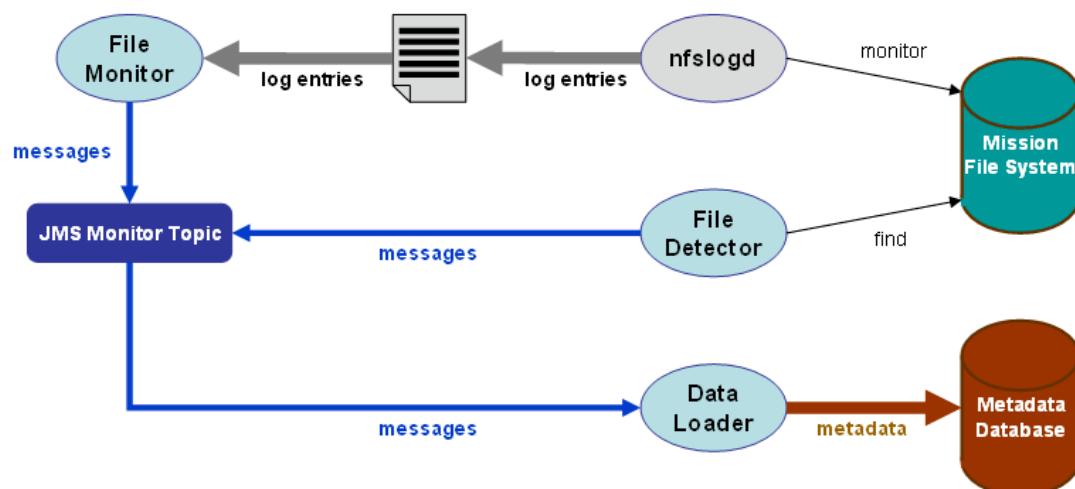 File
Monitor
log entries
log entries
nfslogd
monitor
Mission
File System
messages
JMS Monitor Topic
messages
File
Detector
find
messages
Data
Loader
metadata
Metadata
Database